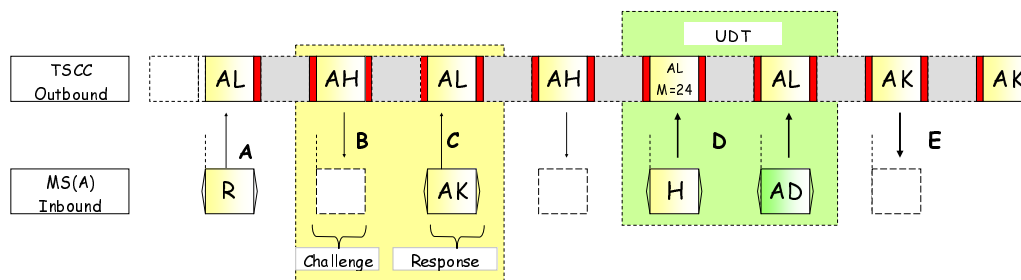 UDT
TSCC
Outbound
AL
AH
AL
AH
AL
M=24
AL
AK
AK
A
B
C
D
E
MS(A)
Inbound
R
AK
H
AD
Challenge
Response